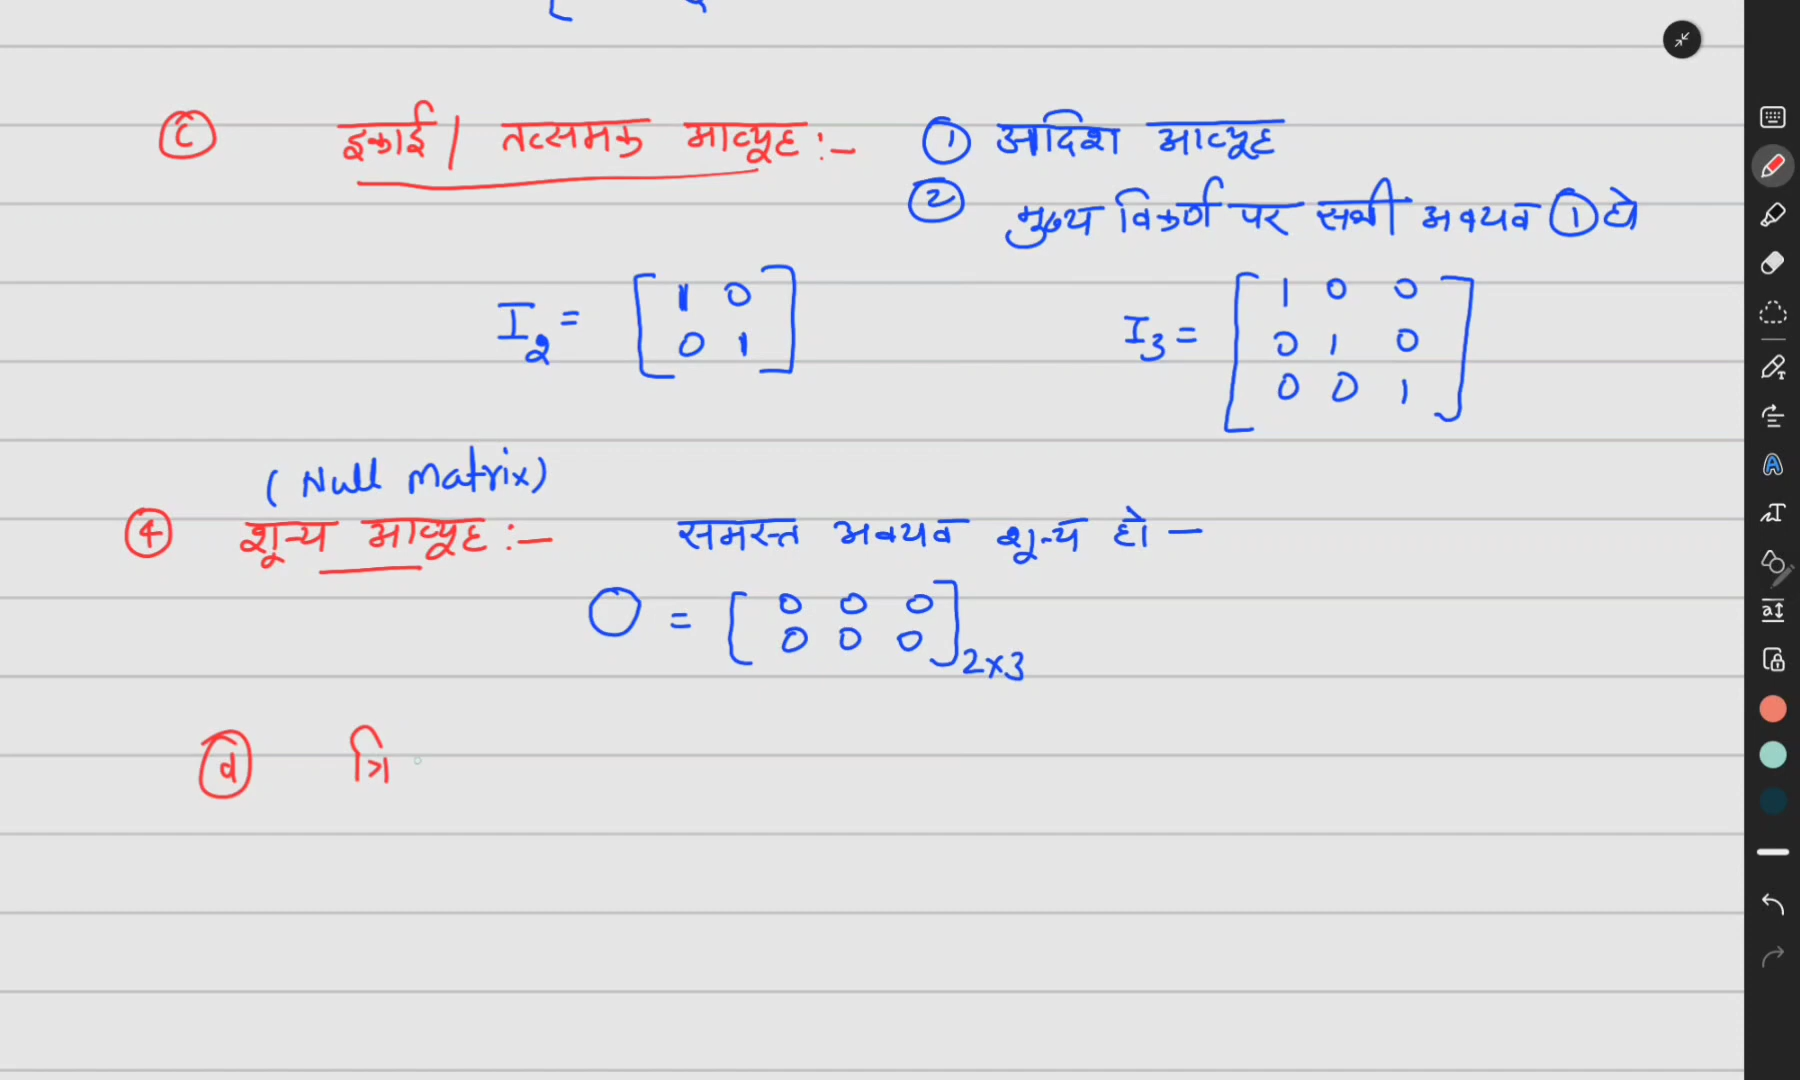 (c) इकाई / तत्समक आव्यूह :-
① अदिश आव्यूह
② मुख्य विकर्ण पर सभी अवयव ① हो
I₂ = [ 1 0
0 1 ]
I₃ = [ 1 0 0
0 1 0
0 0 1 ]
(Null matrix)
④ शून्य आव्यूह :- समस्त अवयव शून्य हो -
O = [ 0 0 0
0 0 0 ]₂ₓ₃
(d) त्रि